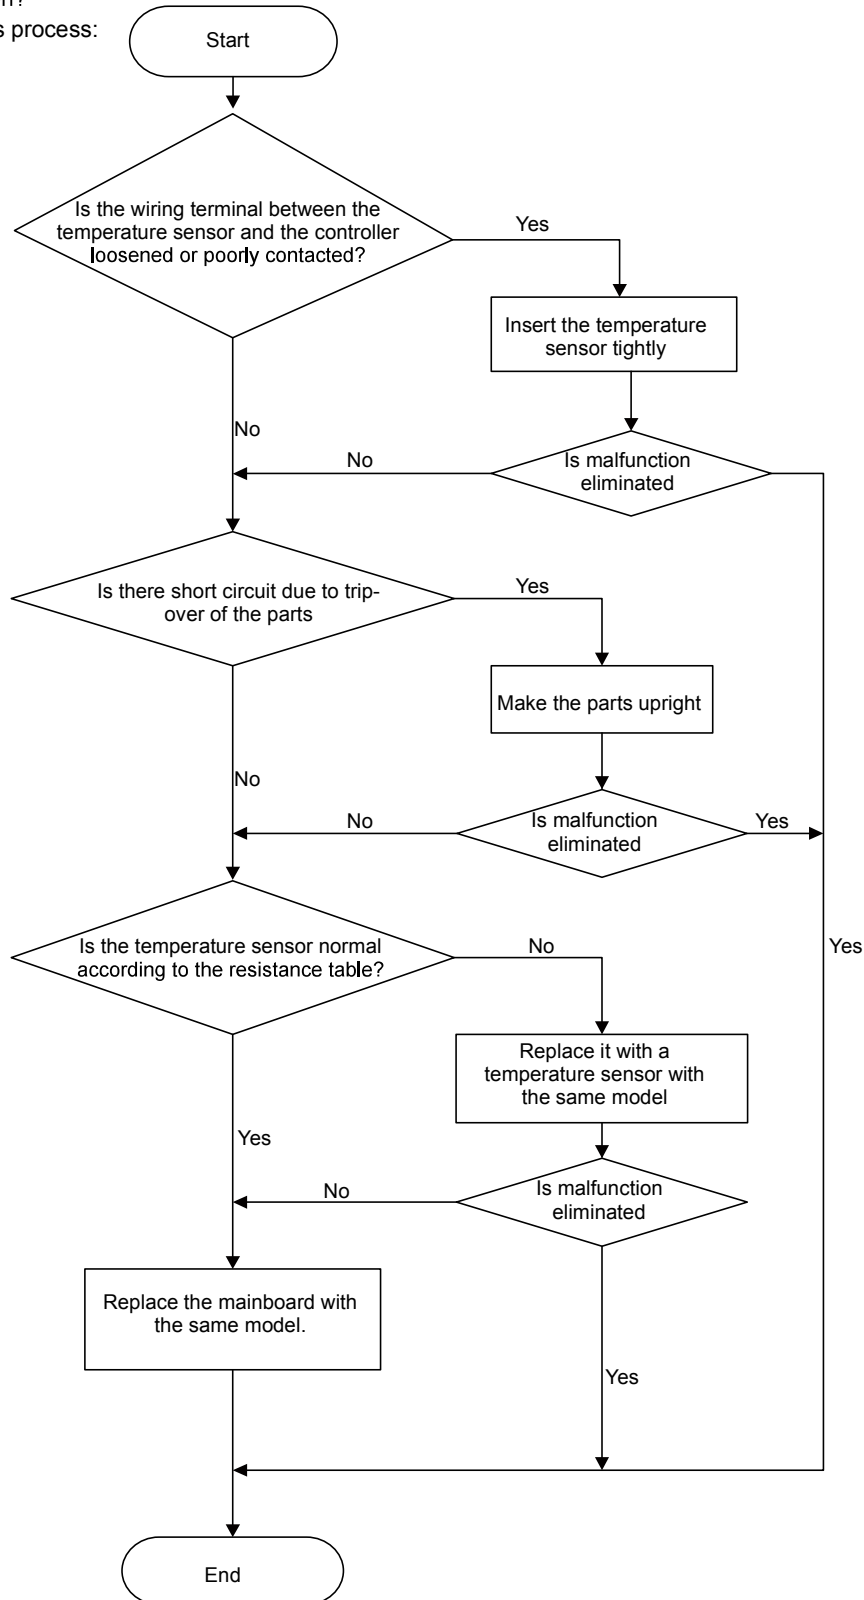 s process:
Start
Is the wiring terminal between the
temperature sensor and the controller
loosened or poorly contacted?
Yes
Insert the temperature
sensor tightly
No
No
Is malfunction
eliminated
Is there short circuit due to trip-
over of the parts
Yes
Make the parts upright
No
No
Is malfunction
eliminated
Yes
Yes
Is the temperature sensor normal
according to the resistance table?
No
Replace it with a
temperature sensor with
the same model
Yes
No
Is malfunction
eliminated
Replace the mainboard with
the same model.
Yes
End